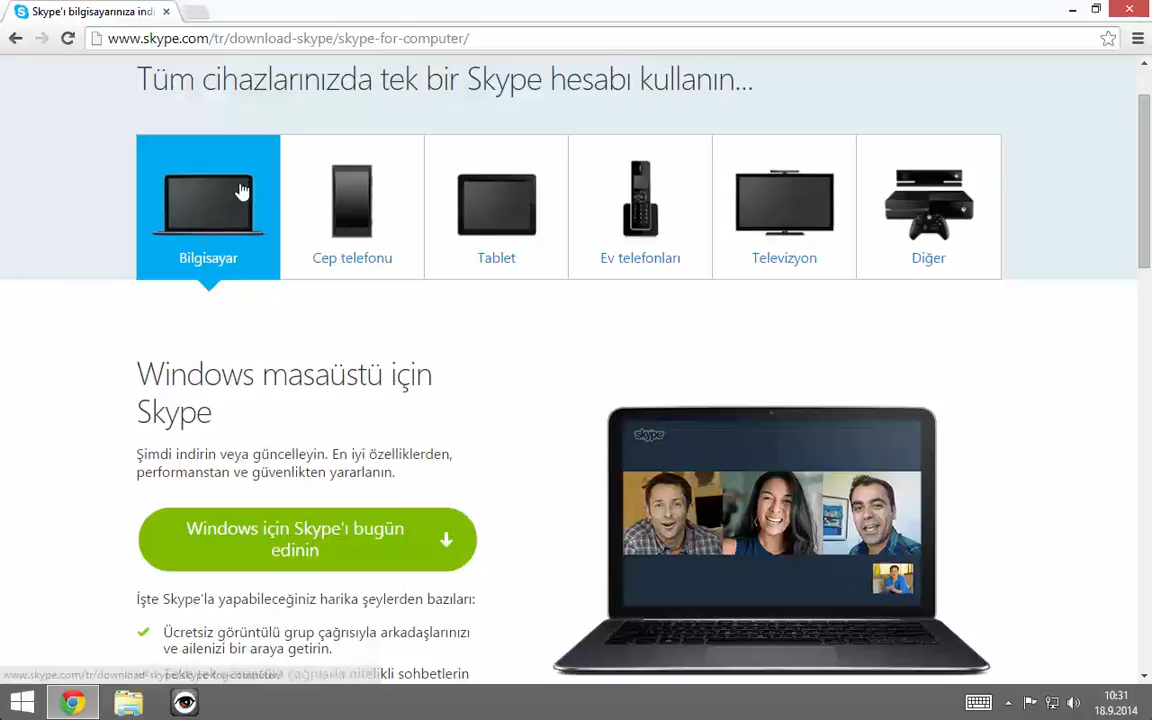 Skype'ı bilgisayarınıza indi
www.skype.com/tr/download-skype/skype-for-computer/
Tüm cihazlarınızda tek bir Skype hesabı kullanın...
Bilgisayar
Cep telefonu
Tablet
Ev telefonları
Televizyon
Diğer
Windows masaüstü için
Skype
Şimdi indirin veya güncelleyin. En iyi özelliklerden,
performanstan ve güvenlikten yararlanın.
Windows için Skype'ı bugün
edinin
İşte Skype'la yapabileceğiniz harika şeylerden bazıları:
Ücretsiz görüntülü grup çağrısıyla arkadaşlarınızı
ve ailenizi bir araya getirin.
nitelikli sohbetlerin
skype
10:31
18.9.2014